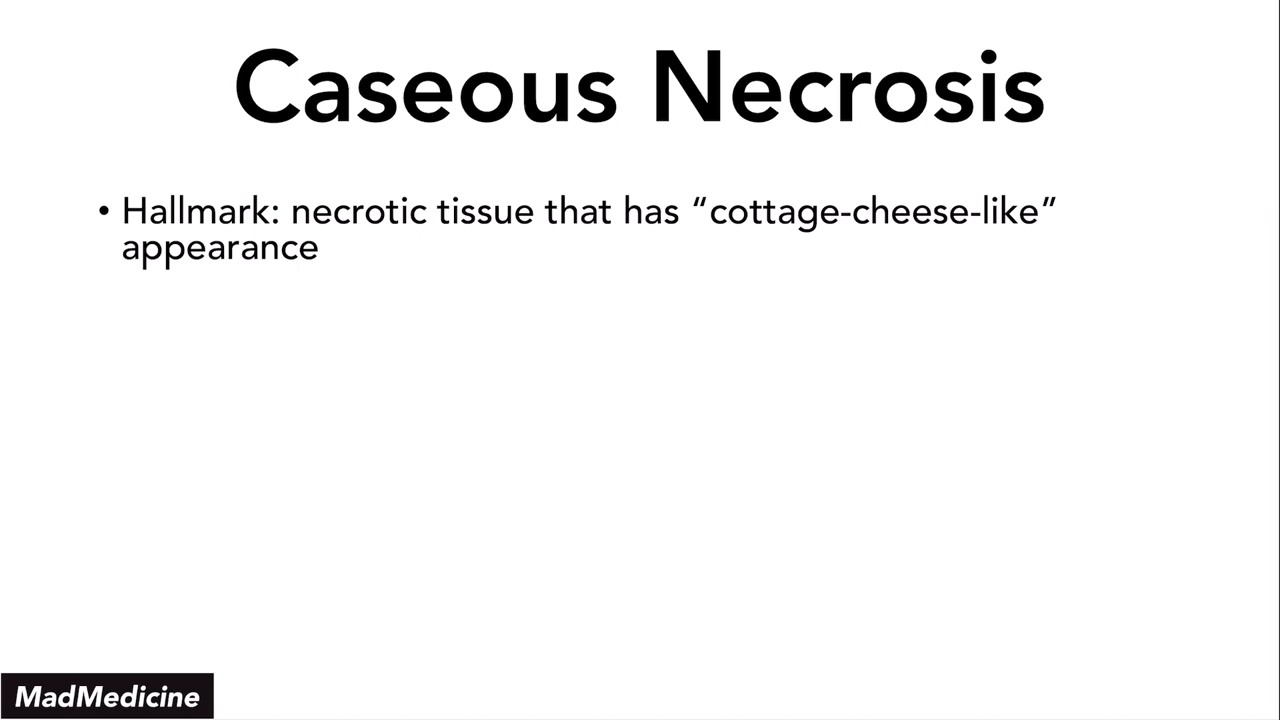 Caseous Necrosis
• Hallmark: necrotic tissue that has “cottage-cheese-like”
appearance
MadMedicine